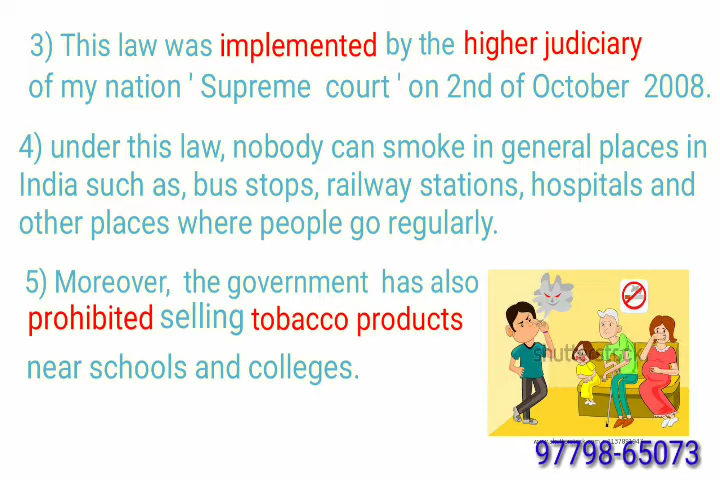 3) This law was implemented by the higher judiciary
of my nation ' Supreme court ' on 2nd of October 2008.
4) under this law, nobody can smoke in general places in
India such as, bus stops, railway stations, hospitals and
other places where people go regularly.
5) Moreover, the government has also
prohibited selling tobacco products
near schools and colleges.
shutterstock
97798-65073